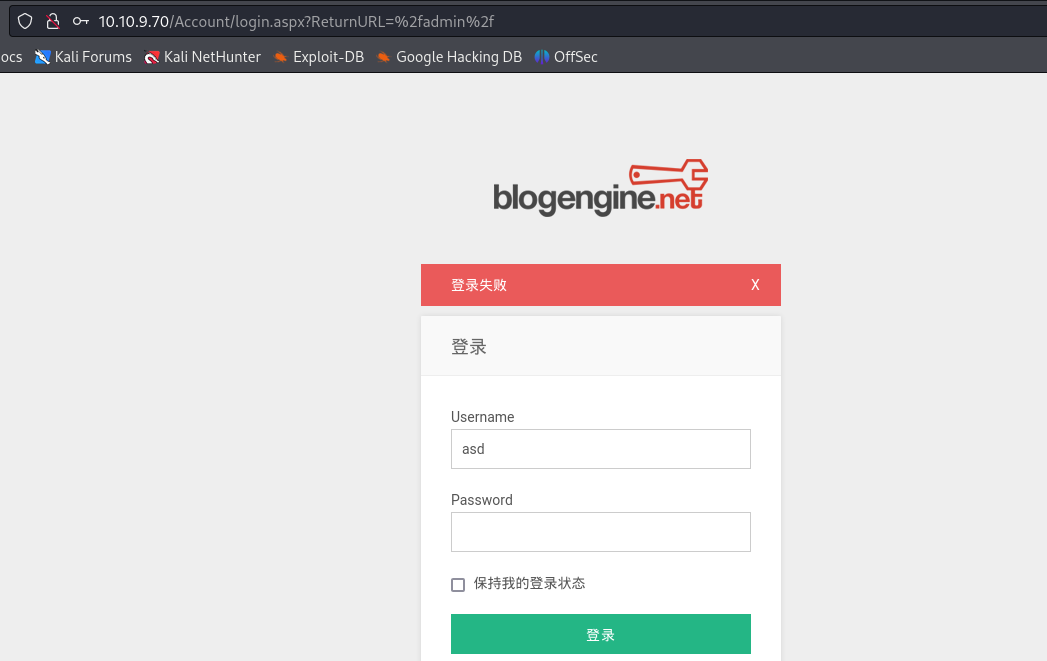 10.10.9.70/Account/login.aspx?ReturnURL=%2fadmin%2f
ocs Kali Forums Kali NetHunter Exploit-DB Google Hacking DB OffSec
blogengine.net
登录失败 X
登录
Username
asd
Password
保持我的登录状态
登录